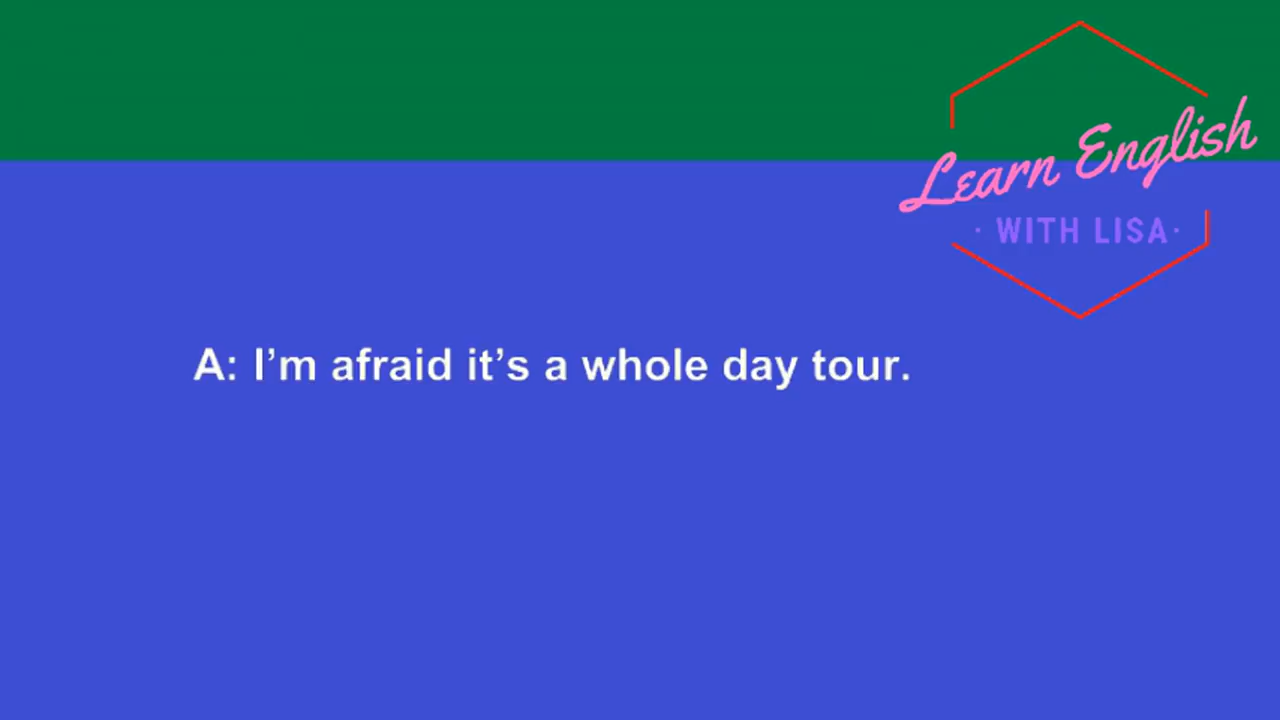 Learn English
· WITH LISA·
A: I’m afraid it’s a whole day tour.